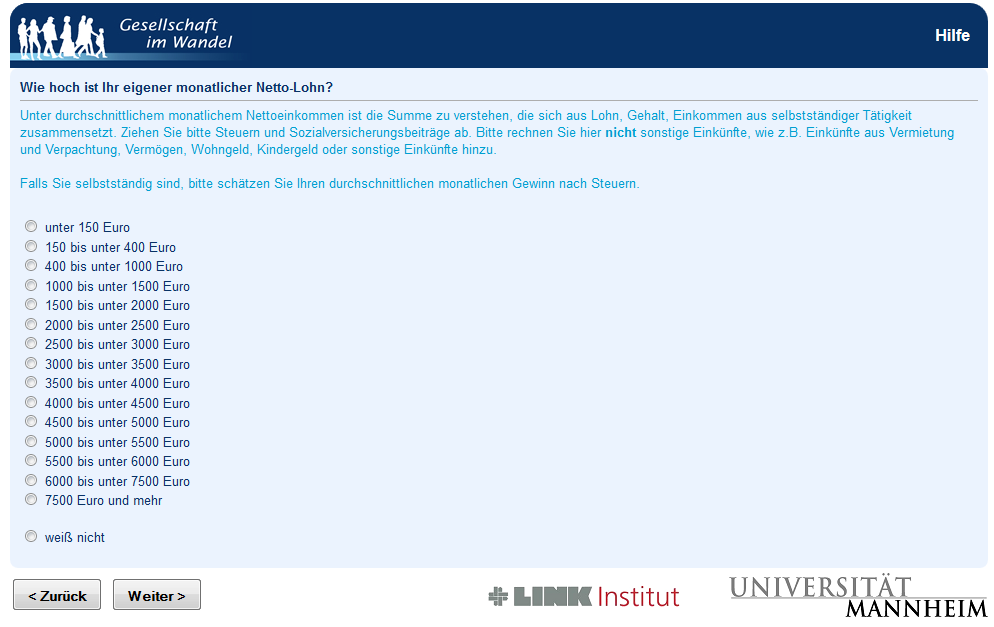 Gesellschaft
im Wandel
Hilfe
Wie hoch ist Ihr eigener monatlicher Netto-Lohn?
Unter durchschnittlichem monatlichem Nettoeinkommen ist die Summe zu verstehen, die sich aus Lohn, Gehalt, Einkommen aus selbstständiger Tätigkeit
zusammensetzt. Ziehen Sie bitte Steuern und Sozialversicherungsbeiträge ab. Bitte rechnen Sie hier nicht sonstige Einkünfte, wie z.B. Einkünfte aus Vermietung
und Verpachtung, Vermögen, Wohngeld, Kindergeld oder sonstige Einkünfte hinzu.
Falls Sie selbstständig sind, bitte schätzen Sie Ihren durchschnittlichen monatlichen Gewinn nach Steuern.
unter 150 Euro
150 bis unter 400 Euro
400 bis unter 1000 Euro
1000 bis unter 1500 Euro
1500 bis unter 2000 Euro
2000 bis unter 2500 Euro
2500 bis unter 3000 Euro
3000 bis unter 3500 Euro
3500 bis unter 4000 Euro
4000 bis unter 4500 Euro
4500 bis unter 5000 Euro
5000 bis unter 5500 Euro
5500 bis unter 6000 Euro
6000 bis unter 7500 Euro
7500 Euro und mehr
weiß nicht
< Zurück
Weiter >
LINK Institut
UNIVERSITÄT
MANNHEIM